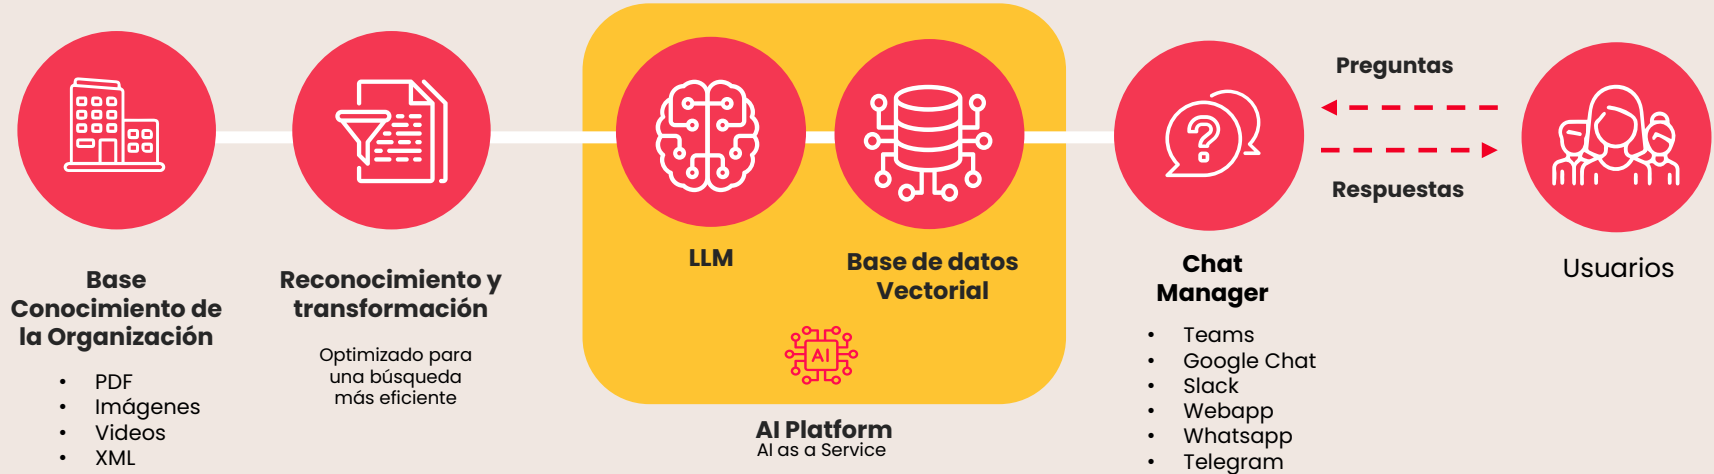 Base
Conocimiento de
la Organización
• PDF
• Imágenes
• Videos
• XML
Reconocimiento y
transformación
Optimizado para
una búsqueda
más eficiente
LLM
Base de datos
Vectorial
AI
AI Platform
AI as a Service
?
Chat
Manager
• Teams
• Google Chat
• Slack
• Webapp
• Whatsapp
• Telegram
Preguntas
Respuestas
Usuarios